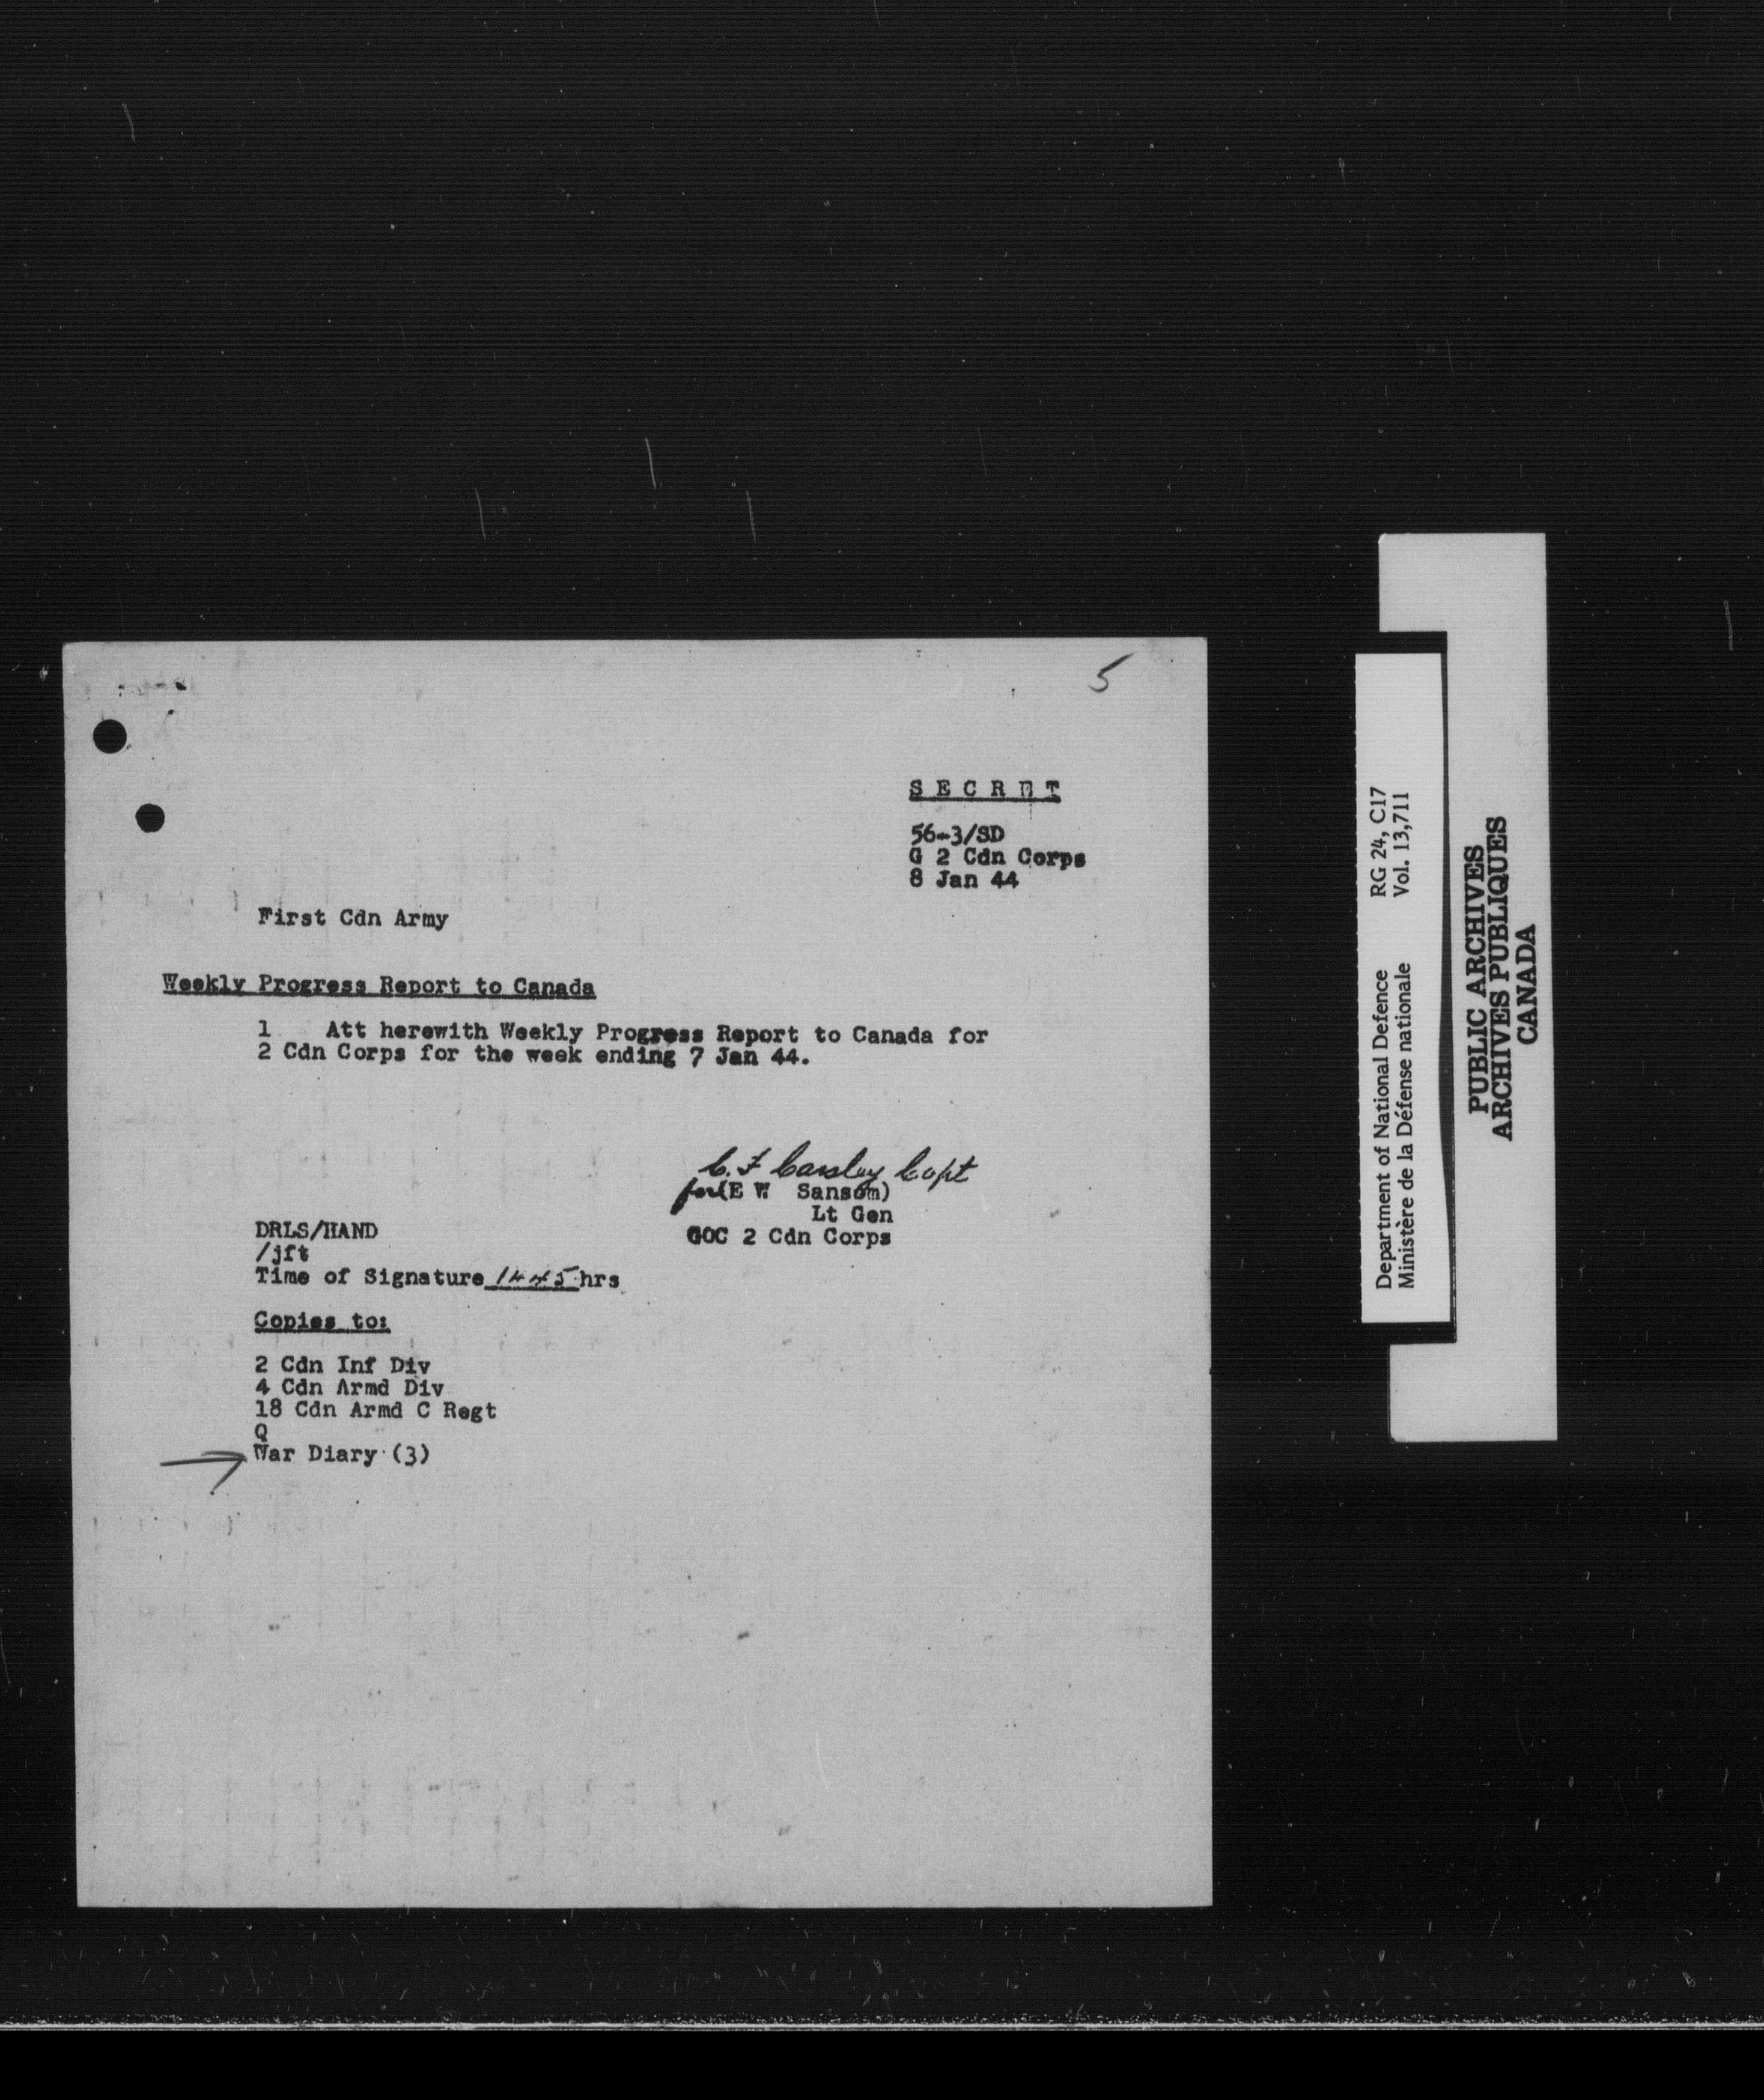 5
S E C R E T
56-3/SD
G 2 Cdn Corps
8 Jan 44
First Cdn Army
Weekly Progress Report to Canada
1 Att herewith Weekly Progress Report to Canada for
2 Cdn Corps for the week ending 7 Jan 44.
C. F. Carsley Capt
for(E W Sansom)
Lt Gen
GOC 2 Cdn Corps
DRLS/HAND
/jft
Time of Signature 1445 hrs
Copies to:
2 Cdn Inf Div
4 Cdn Armd Div
18 Cdn Armd C Regt
Q
War Diary (3)
Department of National Defence RG 24, C17
Ministère de la Défense nationale Vol. 13,711
PUBLIC ARCHIVES
ARCHIVES PUBLIQUES
CANADA